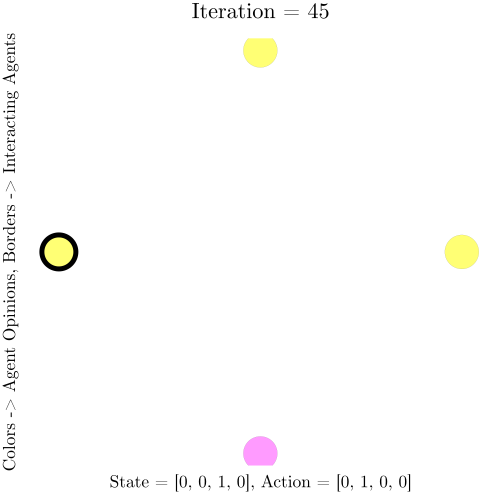 Iteration = 45
Colors -> Agent Opinions, Borders -> Interacting Agents
State = [0, 0, 1, 0], Action = [0, 1, 0, 0]